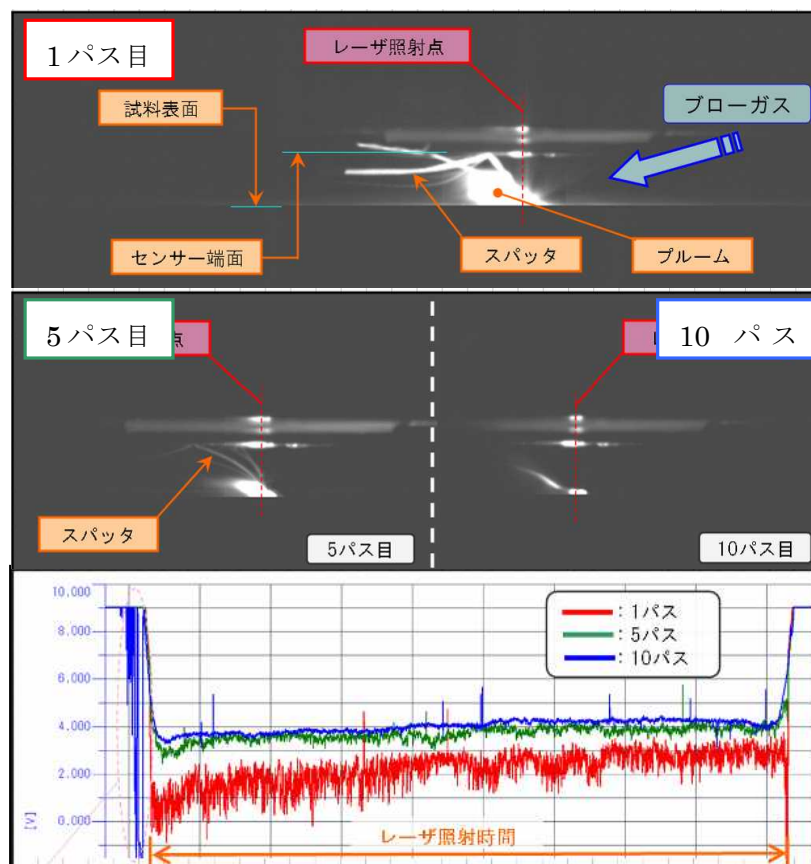 1パス目
レーザ照射点
試料表面
ブローガス
センサー端面
スパッタ
プルーム
5パス目
点
10 パス
スパッタ
5パス目
10パス目
10.000
8.000
6.000
4.000
2.000
0.000
[V]
:1パス
:5パス
:10パス
レーザ照射時間